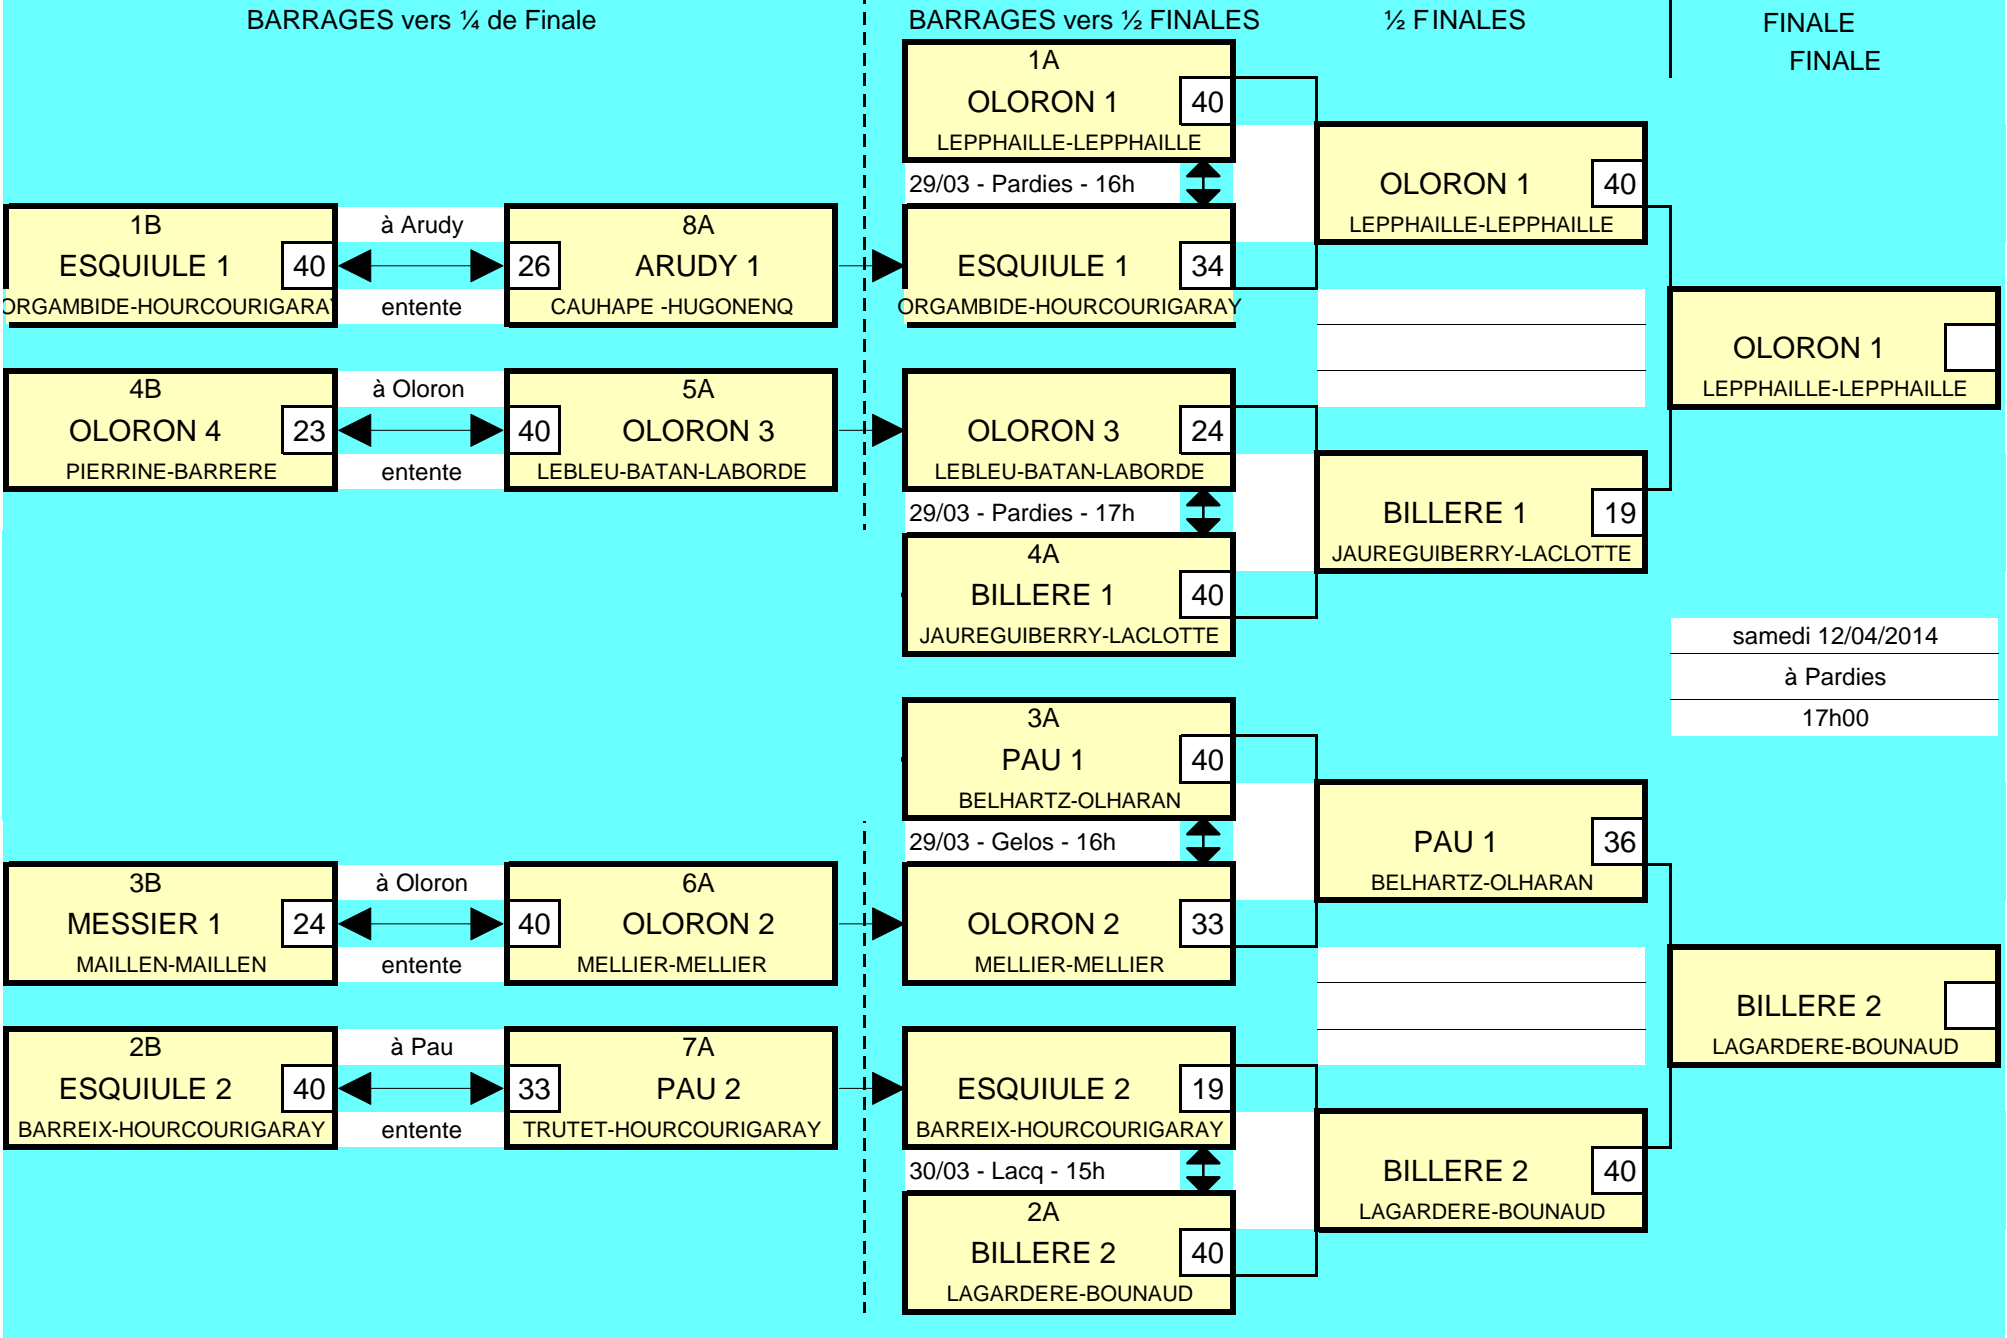 BARRAGES vers ¼ de Finale
BARRAGES vers ½ FINALES
½ FINALES
FINALE
FINALE
1B
ESQUIULE 1
40
ORGAMBIDE-HOURCOURIGARAY
à Arudy
entente
8A
26
ARUDY 1
CAUHAPE -HUGONENQ
4B
OLORON 4
23
PIERRINE-BARRERE
à Oloron
entente
5A
40
OLORON 3
LEBLEU-BATAN-LABORDE
3B
MESSIER 1
24
MAILLEN-MAILLEN
à Oloron
entente
6A
40
OLORON 2
MELLIER-MELLIER
2B
ESQUIULE 2
40
BARREIX-HOURCOURIGARAY
à Pau
entente
7A
33
PAU 2
TRUTET-HOURCOURIGARAY
1A
OLORON 1
40
LEPPHAILLE-LEPPHAILLE
29/03 - Pardies - 16h
ESQUIULE 1
34
ORGAMBIDE-HOURCOURIGARAY
OLORON 3
24
LEBLEU-BATAN-LABORDE
29/03 - Pardies - 17h
4A
BILLERE 1
40
JAUREGUIBERRY-LACLOTTE
3A
PAU 1
40
BELHARTZ-OLHARAN
29/03 - Gelos - 16h
OLORON 2
33
MELLIER-MELLIER
ESQUIULE 2
19
BARREIX-HOURCOURIGARAY
30/03 - Lacq - 15h
2A
BILLERE 2
40
LAGARDERE-BOUNAUD
OLORON 1
40
LEPPHAILLE-LEPPHAILLE
BILLERE 1
19
JAUREGUIBERRY-LACLOTTE
PAU 1
36
BELHARTZ-OLHARAN
BILLERE 2
40
LAGARDERE-BOUNAUD
OLORON 1
LEPPHAILLE-LEPPHAILLE
samedi 12/04/2014
à Pardies
17h00
BILLERE 2
LAGARDERE-BOUNAUD